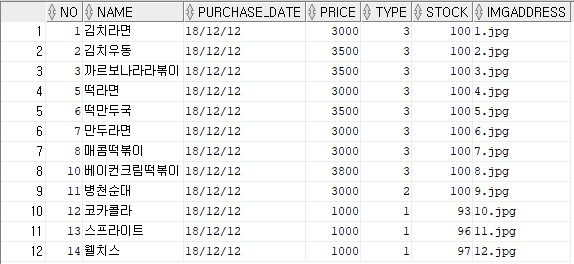 NO NAME PURCHASE_DATE PRICE TYPE STOCK IMGADDRESS
1 1 김치라면 18/12/12 3000 3 100 1.jpg
2 2 김치우동 18/12/12 3500 3 100 2.jpg
3 3 까르보나라라볶이 18/12/12 3500 3 100 3.jpg
4 5 떡라면 18/12/12 3000 3 100 4.jpg
5 6 떡만두국 18/12/12 3500 3 100 5.jpg
6 7 만두라면 18/12/12 3000 3 100 6.jpg
7 8 매콤떡볶이 18/12/12 3000 3 100 7.jpg
8 10 베이컨크림떡볶이 18/12/12 3800 3 100 8.jpg
9 11 병천순대 18/12/12 3000 2 100 9.jpg
10 12 코카콜라 18/12/12 1000 1 93 10.jpg
11 13 스프라이트 18/12/12 1000 1 96 11.jpg
12 14 웰치스 18/12/12 1000 1 97 12.jpg